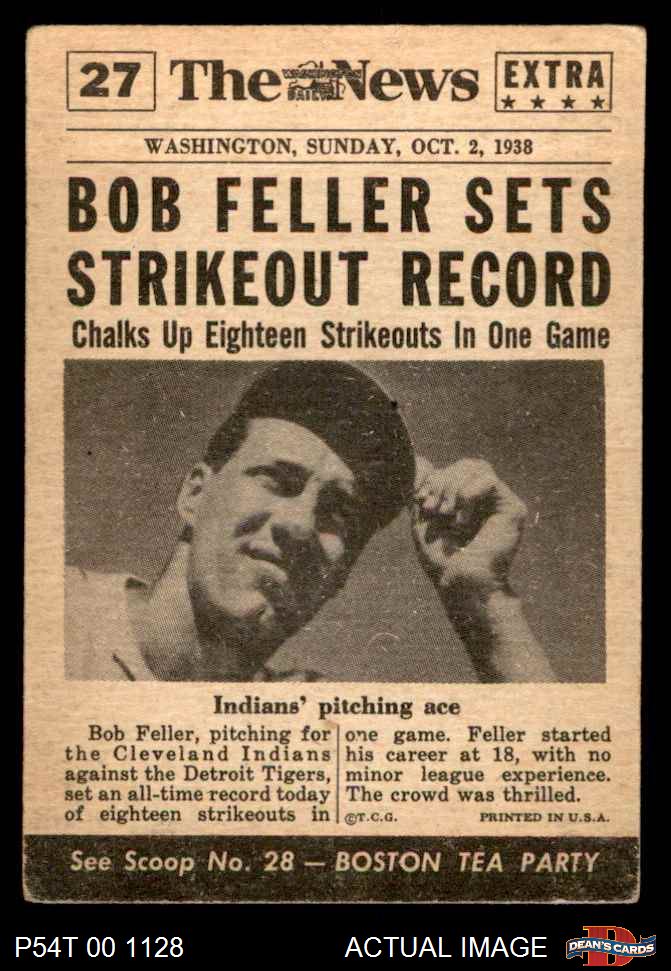 27 The WASHINGTON DAILY News EXTRA
WASHINGTON, SUNDAY, OCT. 2, 1938
BOB FELLER SETS
STRIKEOUT RECORD
Chalks Up Eighteen Strikeouts In One Game
Indians' pitching ace
Bob Feller, pitching for
the Cleveland Indians
against the Detroit Tigers,
set an all-time record today
of eighteen strikeouts in
one game. Feller started
his career at 18, with no
minor league experience.
The crowd was thrilled.
©T.C.G. PRINTED IN U.S.A.
See Scoop No. 28 — BOSTON TEA PARTY
P54T 00 1128 ACTUAL IMAGE D DEAN'S CARDS